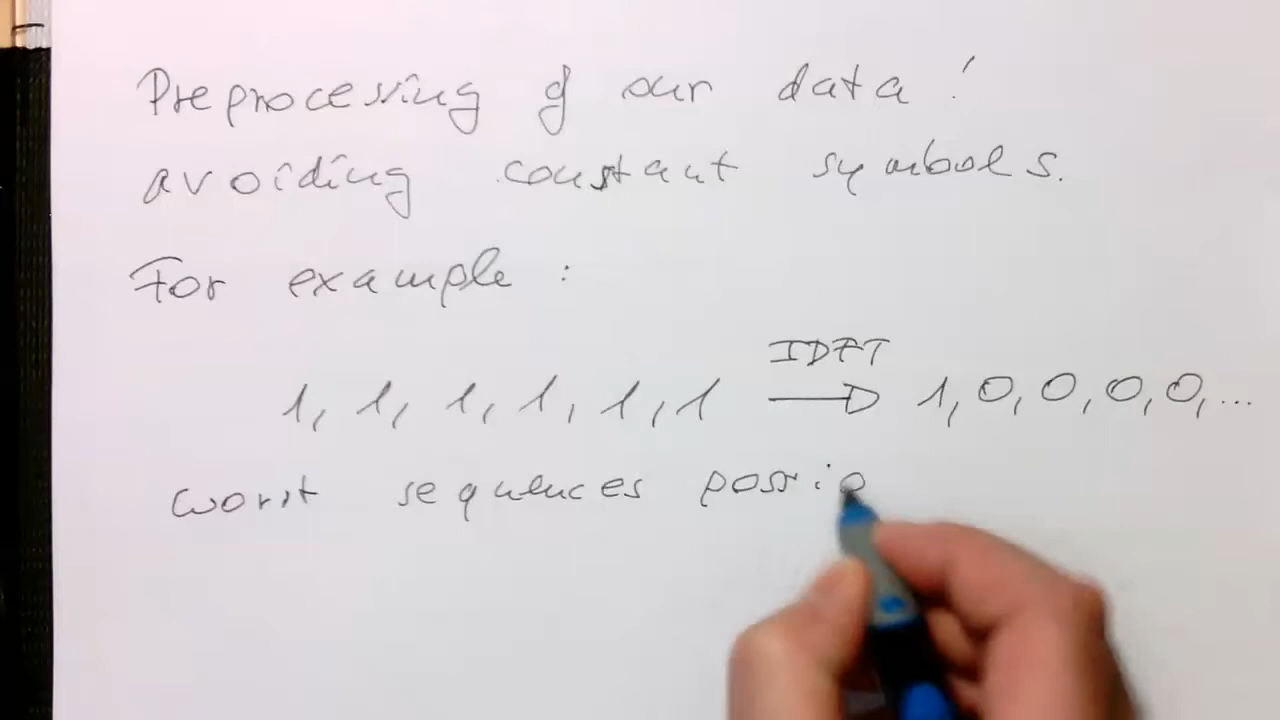 Preprocessing of our data!
avoiding constant symbols.
For example:
IDFT
1, 1, 1, 1, 1, 1 → 1, 0, 0, 0, 0, ...
worst sequences possib